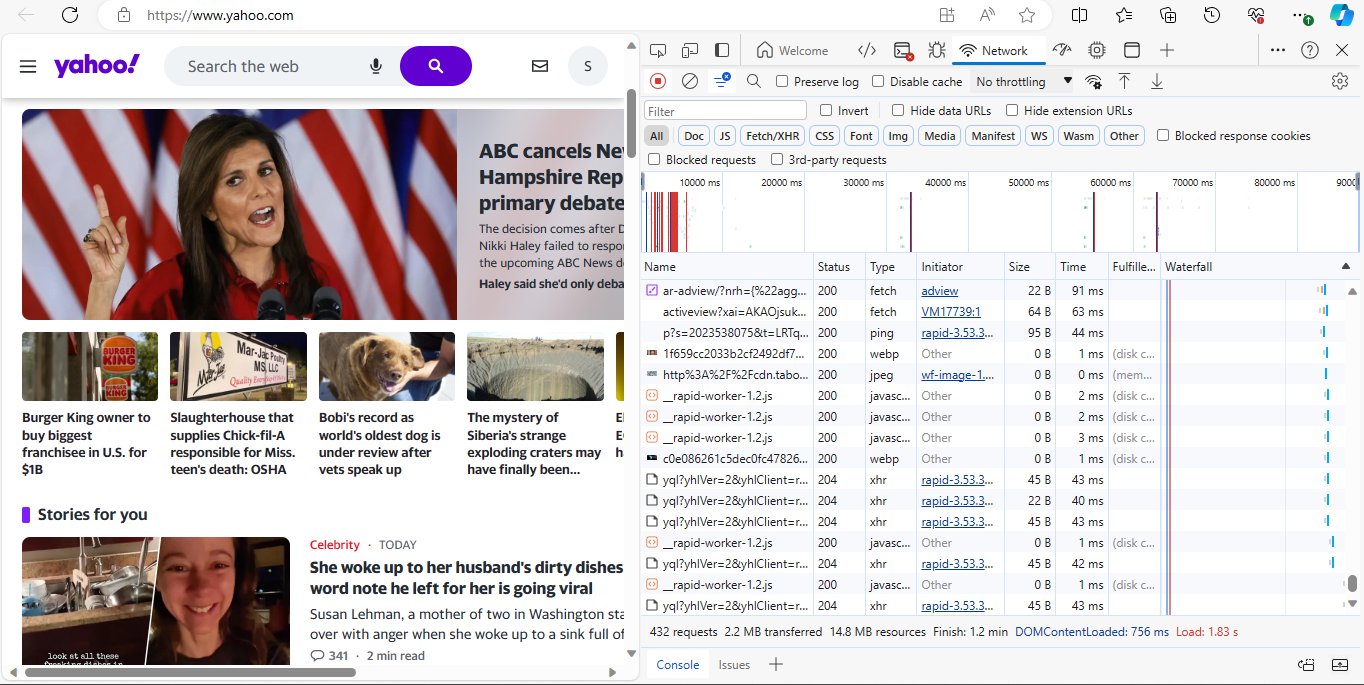 https://www.yahoo.com
yahoo!
Search the web
S
ABC cancels Ne
Hampshire Rep
primary debate
The decision comes after D
Nikki Haley failed to respo
the upcoming ABC News de
Haley said she'd only deba
BURGER KING
BURGER KING
Mar-Jac Poultry
MS, LLC
Burger King owner to
buy biggest
franchisee in U.S. for
$1B
Slaughterhouse that
supplies Chick-fil-A
responsible for Miss.
teen's death: OSHA
Bobi's record as
world's oldest dog is
under review after
vets speak up
The mystery of
Siberia's strange
exploding craters may
have finally been...
Stories for you
look at all these
freaking dishes in
Celebrity · TODAY
She woke up to her husband's dirty dishes
word note he left for her is going viral
Susan Lehman, a mother of two in Washington sta
over with anger when she woke up to a sink full of
341 · 2 min read
Welcome
Network
Preserve log
Disable cache
No throttling
Filter
Invert
Hide data URLs
Hide extension URLs
All Doc JS Fetch/XHR CSS Font Img Media Manifest WS Wasm Other
Blocked response cookies
Blocked requests
3rd-party requests
10000 ms 20000 ms 30000 ms 40000 ms 50000 ms 60000 ms 70000 ms 80000 ms 9000
Name Status Type Initiator Size Time Fulfille... Waterfall
ar-adview/?nrh={%22agg... 200 fetch adview 22 B 91 ms
activeview?xai=AKAOjsuk... 200 fetch VM17739:1 64 B 63 ms
p?s=2023538075&t=LRTq... 200 ping rapid-3.53.3... 95 B 44 ms
1f659cc2033b2cf2492df7... 200 webp Other 0 B 1 ms (disk c...
http%3A%2F%2Fcdn.tabo... 200 jpeg wf-image-1.... 0 B 0 ms (mem...
__rapid-worker-1.2.js 200 javasc... Other 0 B 2 ms (disk c...
__rapid-worker-1.2.js 200 javasc... Other 0 B 2 ms (disk c...
__rapid-worker-1.2.js 200 javasc... Other 0 B 3 ms (disk c...
c0e086261c5dec0fc47826... 200 webp Other 0 B 1 ms (disk c...
yql?yhlVer=2&yhlClient=r... 204 xhr rapid-3.53.3... 45 B 43 ms
yql?yhlVer=2&yhlClient=r... 204 xhr rapid-3.53.3... 22 B 40 ms
yql?yhlVer=2&yhlClient=r... 204 xhr rapid-3.53.3... 45 B 43 ms
__rapid-worker-1.2.js 200 javasc... Other 0 B 1 ms (disk c...
yql?yhlVer=2&yhlClient=r... 204 xhr rapid-3.53.3... 45 B 42 ms
__rapid-worker-1.2.js 200 javasc... Other 0 B 1 ms (disk c...
yql?yhlVer=2&yhlClient=r... 204 xhr rapid-3.53.3... 45 B 43 ms
432 requests 2.2 MB transferred 14.8 MB resources Finish: 1.2 min DOMContentLoaded: 756 ms Load: 1.83 s
Console
Issues